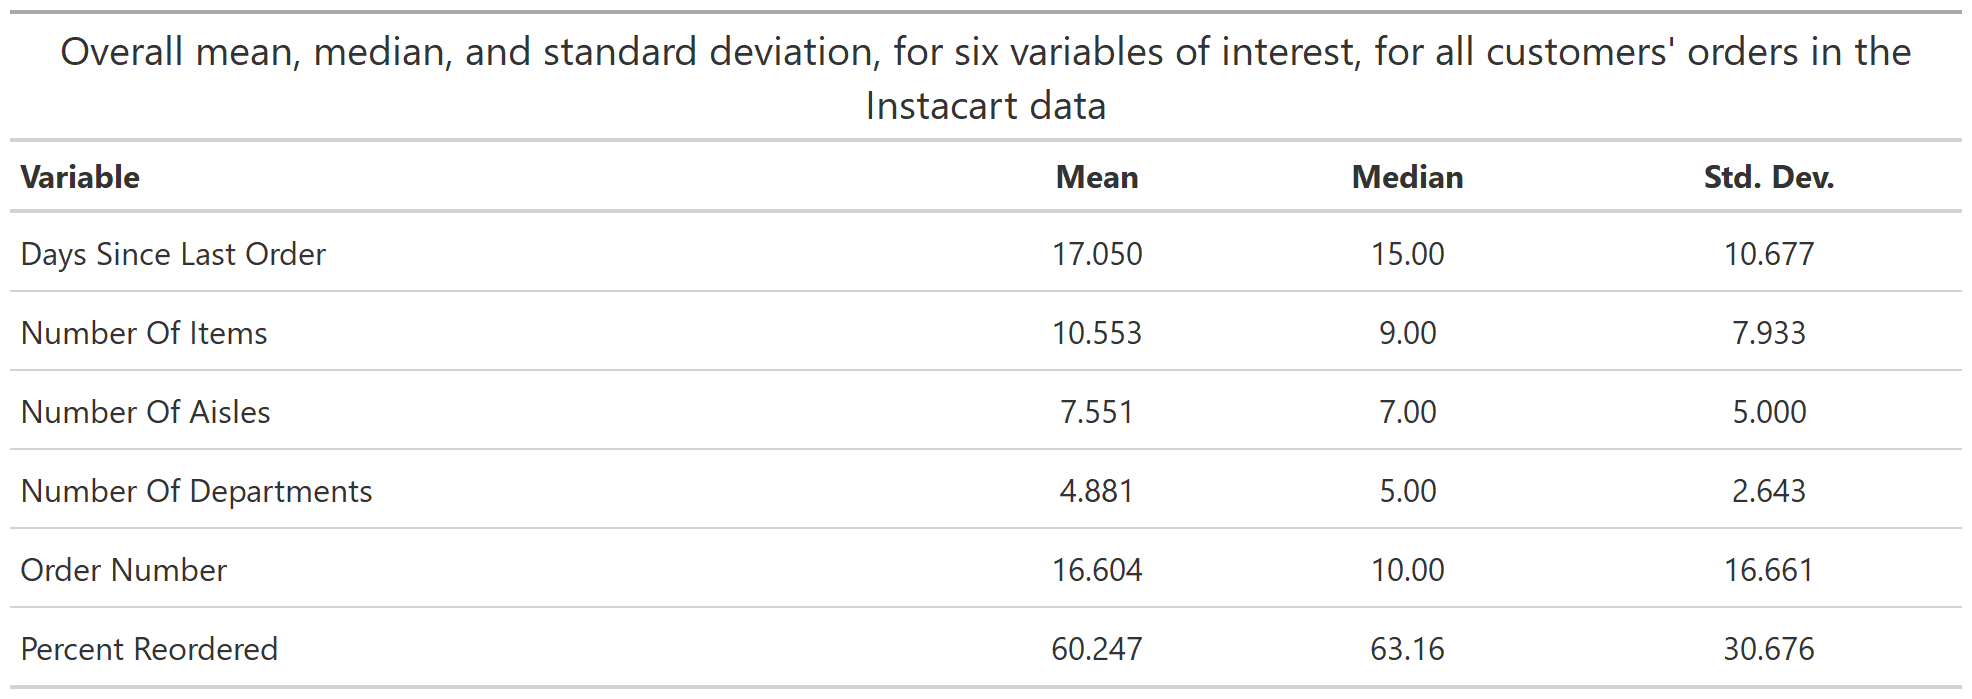 Overall mean, median, and standard deviation, for six variables of interest, for all customers' orders in the
Instacart data
Variable Mean Median Std. Dev.
Days Since Last Order 17.050 15.00 10.677
Number Of Items 10.553 9.00 7.933
Number Of Aisles 7.551 7.00 5.000
Number Of Departments 4.881 5.00 2.643
Order Number 16.604 10.00 16.661
Percent Reordered 60.247 63.16 30.676